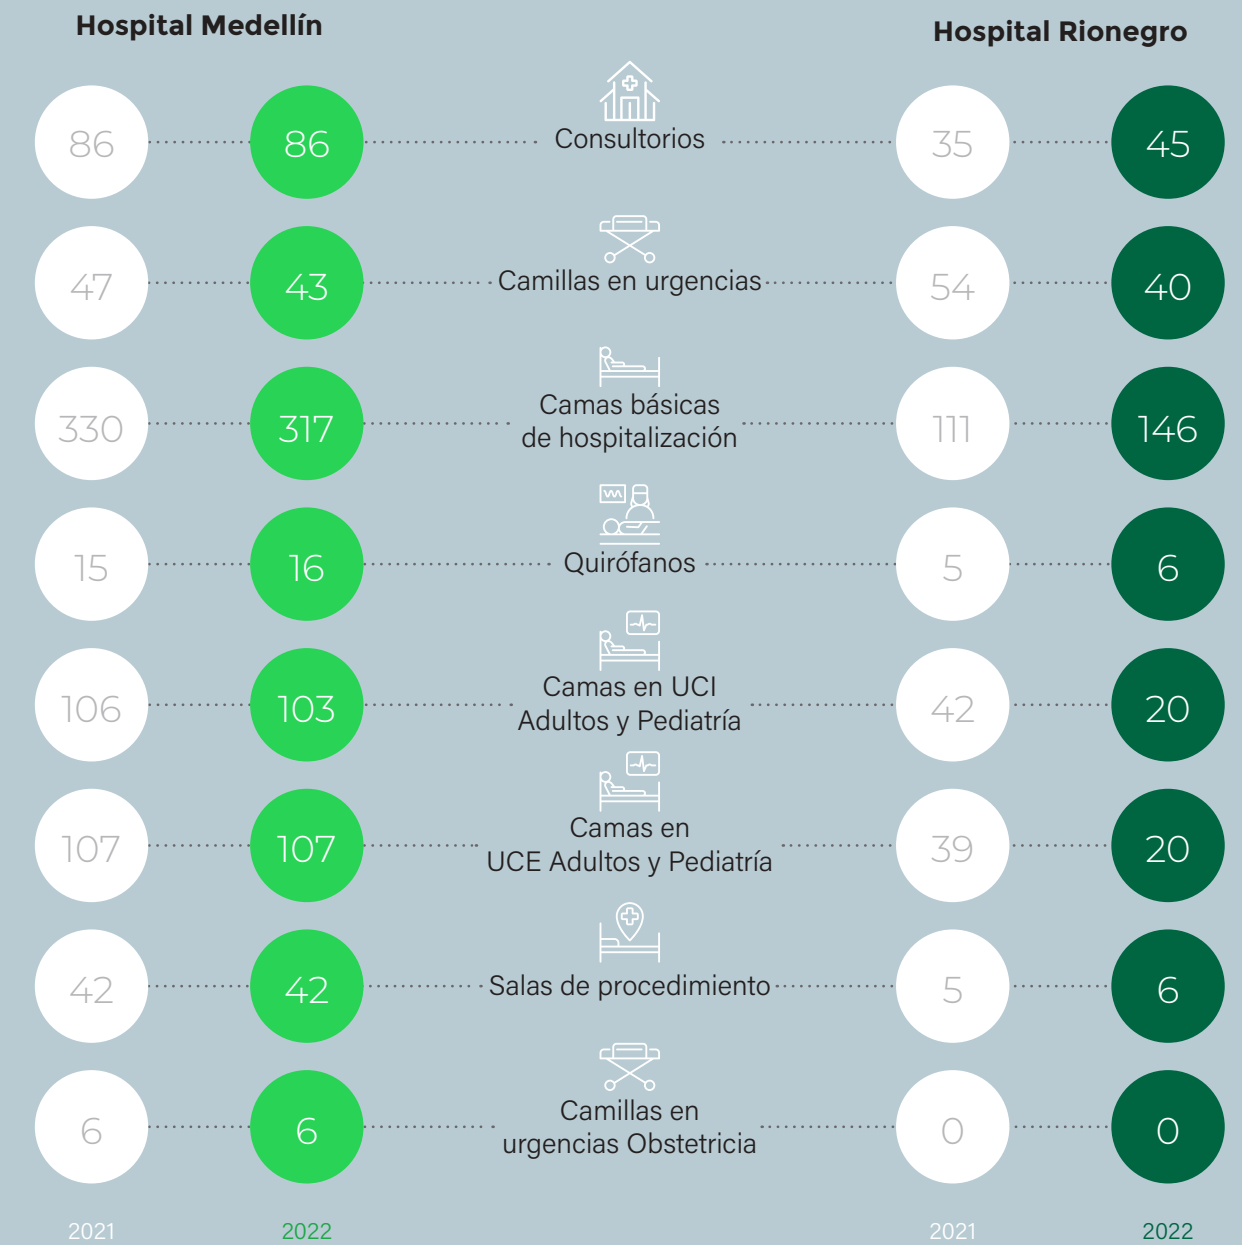 Hospital Medellín
Hospital Rionegro
86
86
Consultorios
35
45
47
43
Camillas en urgencias
54
40
330
317
Camas básicas
de hospitalización
111
146
15
16
Quirófanos
5
6
106
103
Camas en UCI
Adultos y Pediatría
42
20
107
107
Camas en
UCE Adultos y Pediatría
39
20
42
42
Salas de procedimiento
5
6
6
6
Camillas en
urgencias Obstetricia
0
0
2021
2022
2021
2022